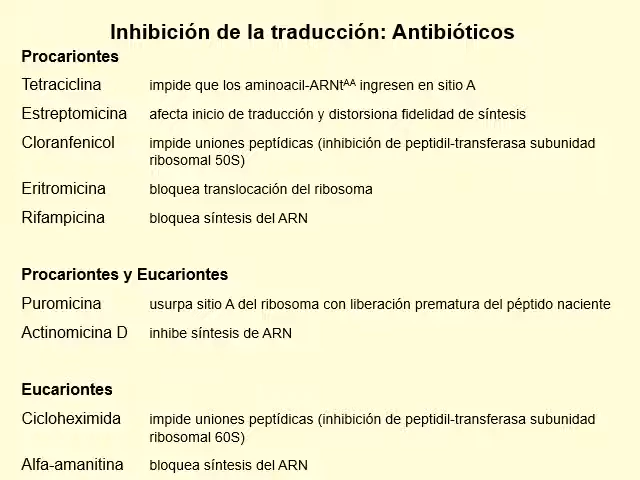 Inhibición de la traducción: Antibióticos
Procariontes
Tetraciclina impide que los aminoacil-ARNtᴬᴬ ingresen en sitio A
Estreptomicina afecta inicio de traducción y distorsiona fidelidad de síntesis
Cloranfenicol impide uniones peptídicas (inhibición de peptidil-transferasa subunidad
ribosomal 50S)
Eritromicina bloquea translocación del ribosoma
Rifampicina bloquea síntesis del ARN
Procariontes y Eucariontes
Puromicina usurpa sitio A del ribosoma con liberación prematura del péptido naciente
Actinomicina D inhibe síntesis de ARN
Eucariontes
Cicloheximida impide uniones peptídicas (inhibición de peptidil-transferasa subunidad
ribosomal 60S)
Alfa-amanitina bloquea síntesis del ARN